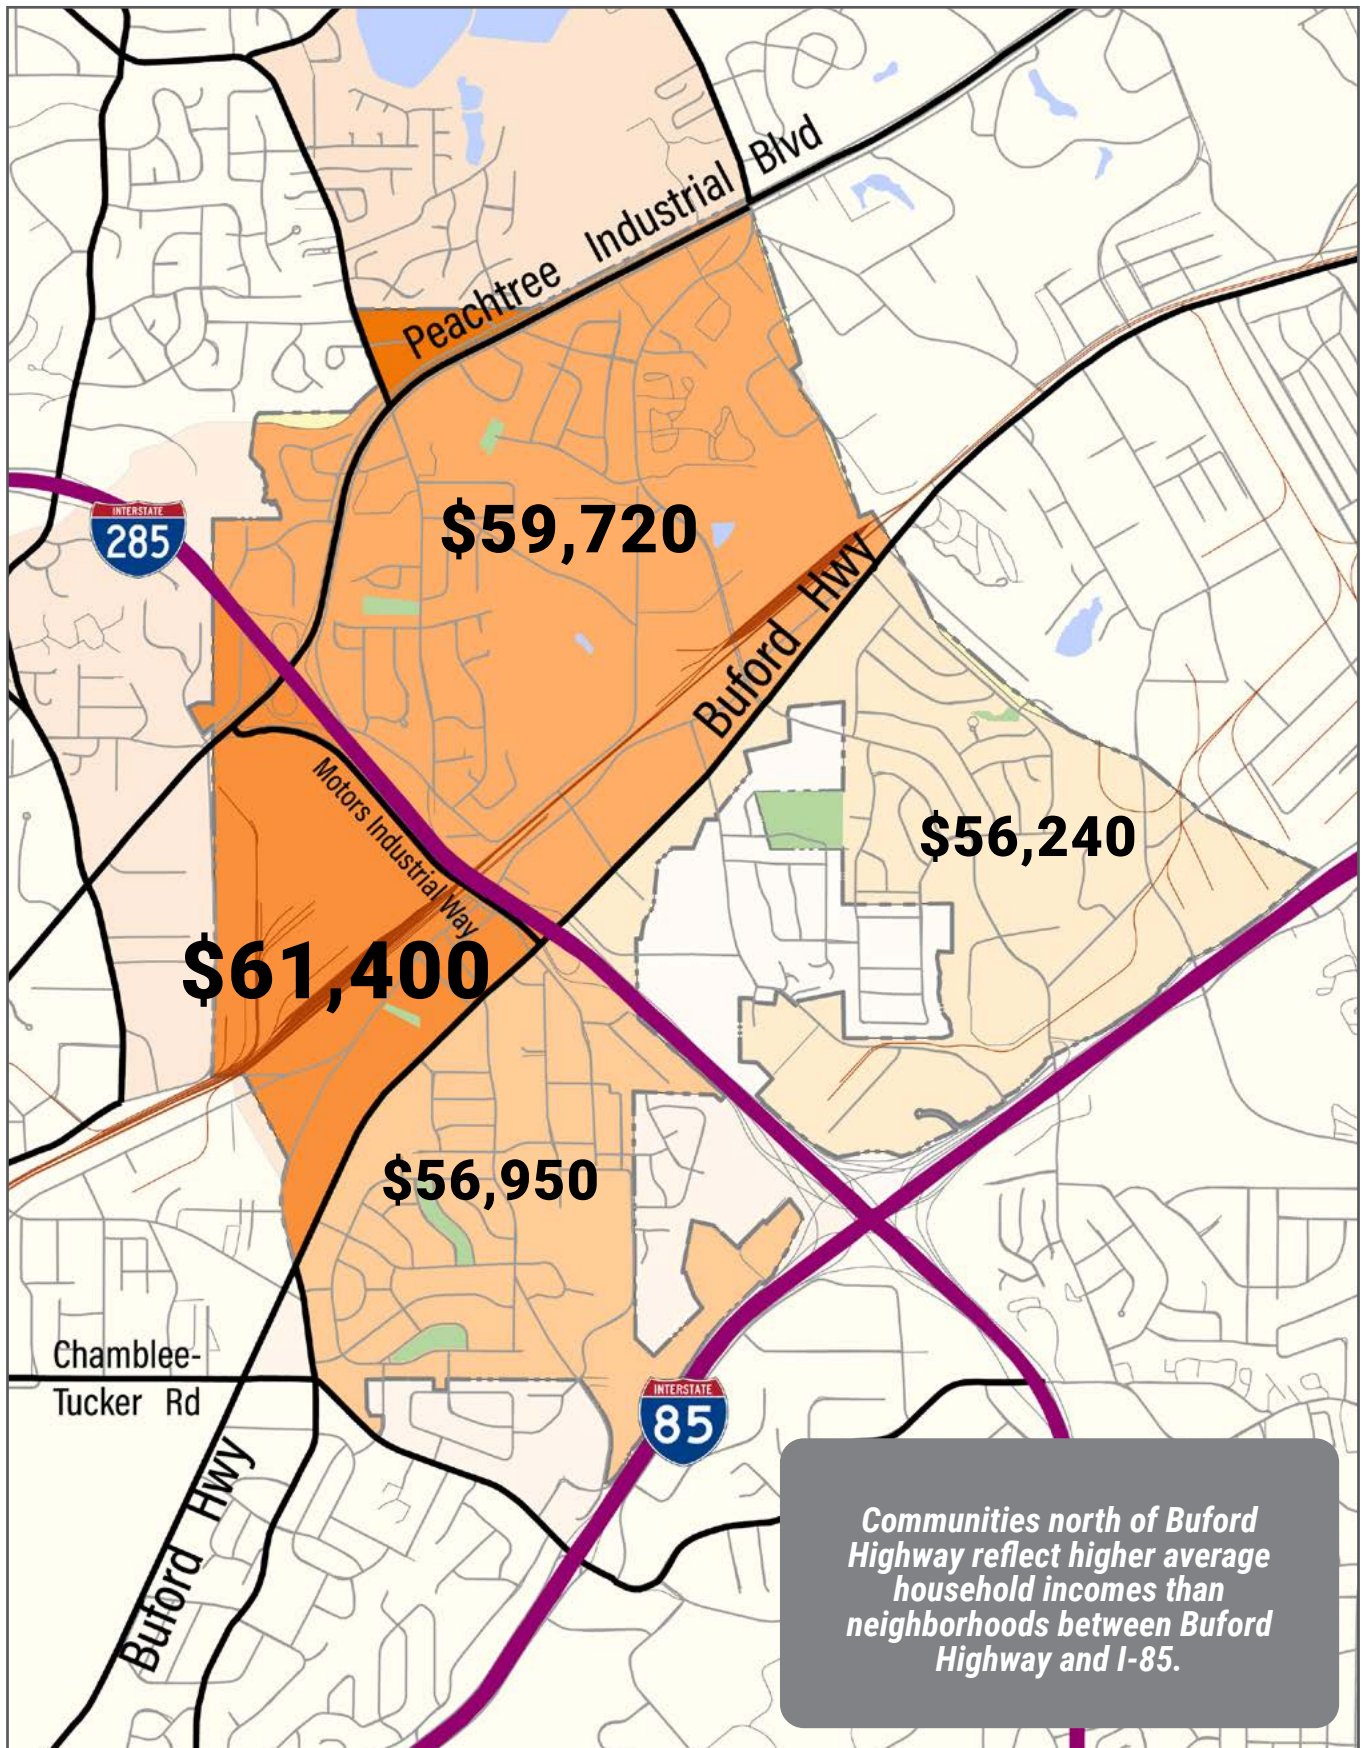 Peachtree Industrial Blvd
INTERSTATE
285
$59,720
Buford Hwy
Motors Industrial Way
$56,240
$61,400
$56,950
Chamblee-
Tucker Rd
INTERSTATE
85
Buford Hwy
Communities north of Buford
Highway reflect higher average
household incomes than
neighborhoods between Buford
Highway and I-85.